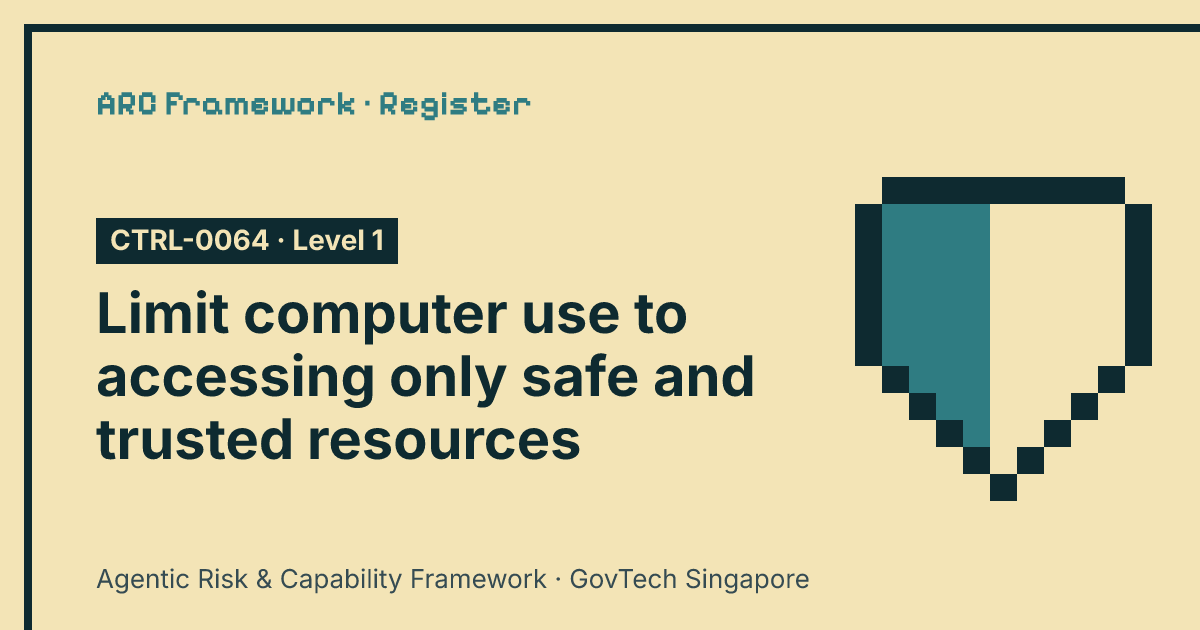 ARC Framework · Register
CTRL-0064 · Level 1
Limit computer use to
accessing only safe and
trusted resources
Agentic Risk & Capability Framework · GovTech Singapore